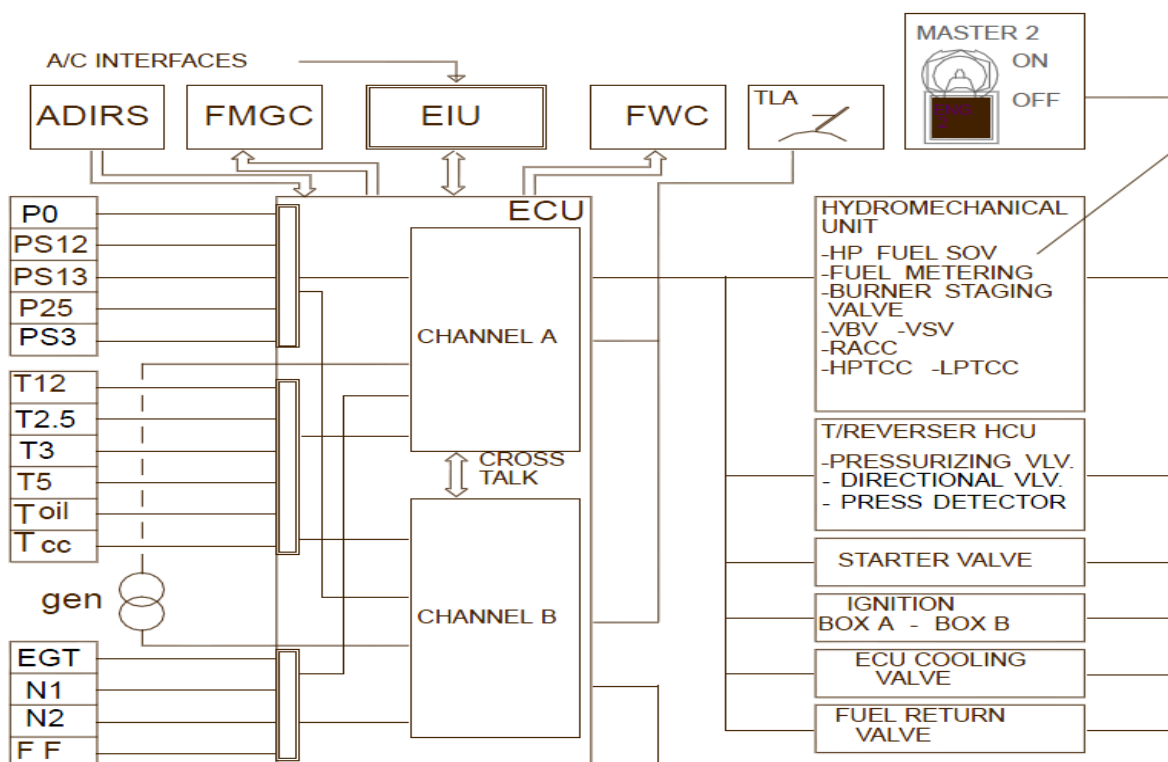 A/C INTERFACES
MASTER 2
ON
OFF
ADIRS
FMGC
EIU
FWC
TLA
ECU
P0
PS12
PS13
P25
PS3
T12
T2.5
T3
T5
T oil
T cc
gen
EGT
N1
N2
F F
CHANNEL A
CROSS
TALK
CHANNEL B
HYDROMECHANICAL
UNIT
-HP FUEL SOV
-FUEL METERING
-BURNER STAGING
VALVE
-VBV -VSV
-RACC
-HPTCC -LPTCC
T/REVERSER HCU
-PRESSURIZING VLV.
- DIRECTIONAL VLV.
- PRESS DETECTOR
STARTER VALVE
IGNITION
BOX A - BOX B
ECU COOLING
VALVE
FUEL RETURN
VALVE